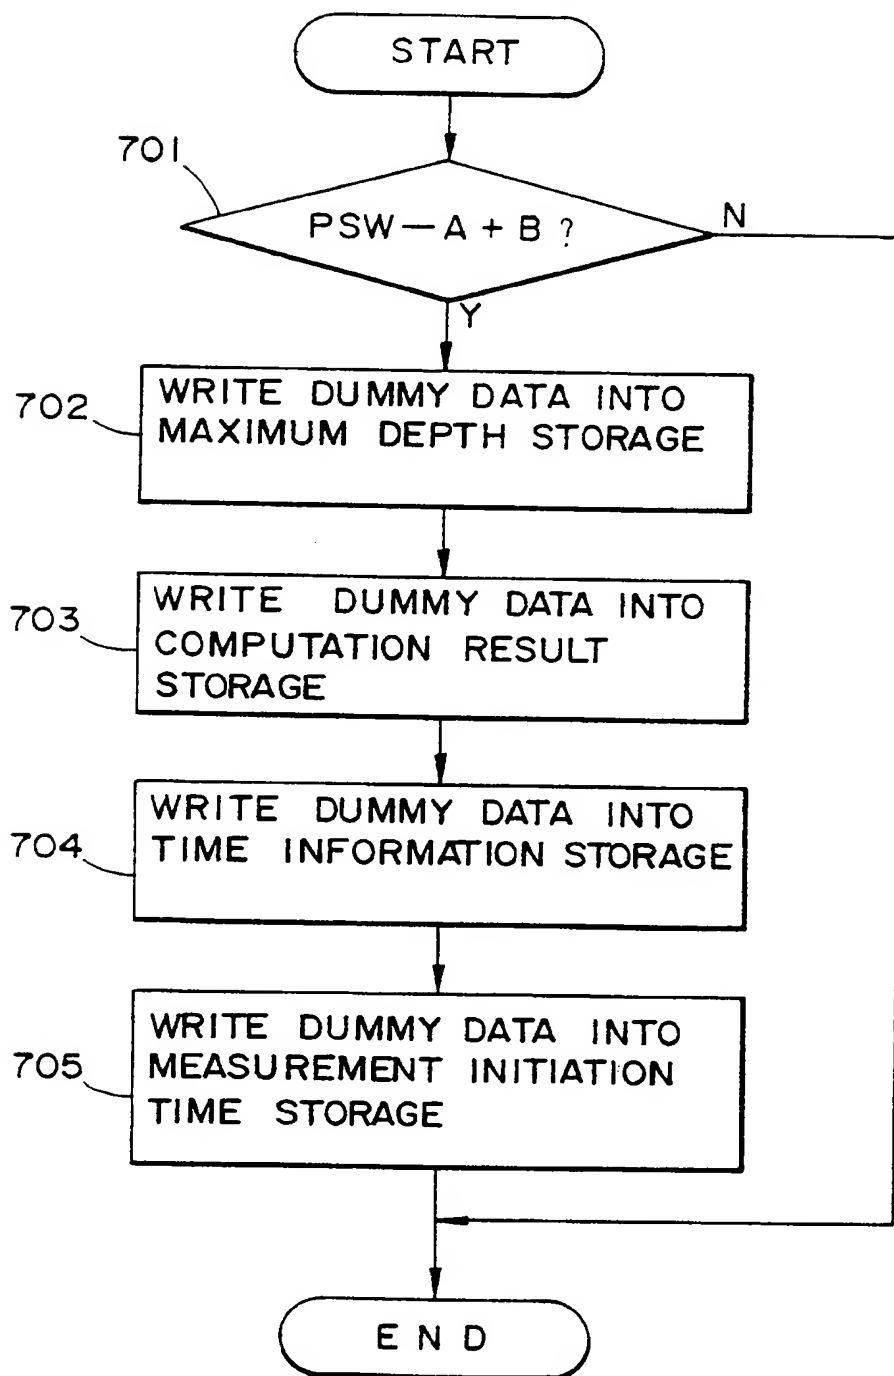 START
701
PSW—A + B ?
N
Y
702
WRITE DUMMY DATA INTO
MAXIMUM DEPTH STORAGE
703
WRITE DUMMY DATA INTO
COMPUTATION RESULT
STORAGE
704
WRITE DUMMY DATA INTO
TIME INFORMATION STORAGE
705
WRITE DUMMY DATA INTO
MEASUREMENT INITIATION
TIME STORAGE
END